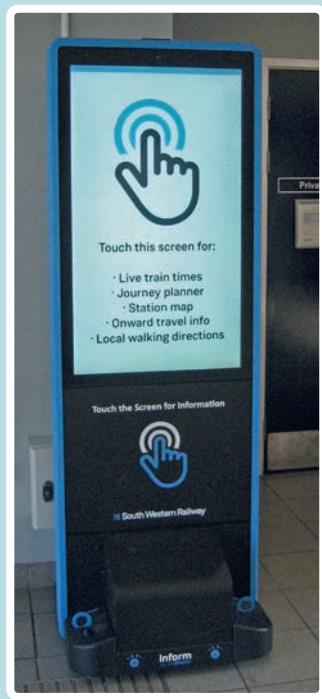 Touch this screen for:
· Live train times
· Journey planner
· Station map
· Onward travel info
· Local walking directions
Priva
Touch the Screen for Information
South Western Railway
Inform